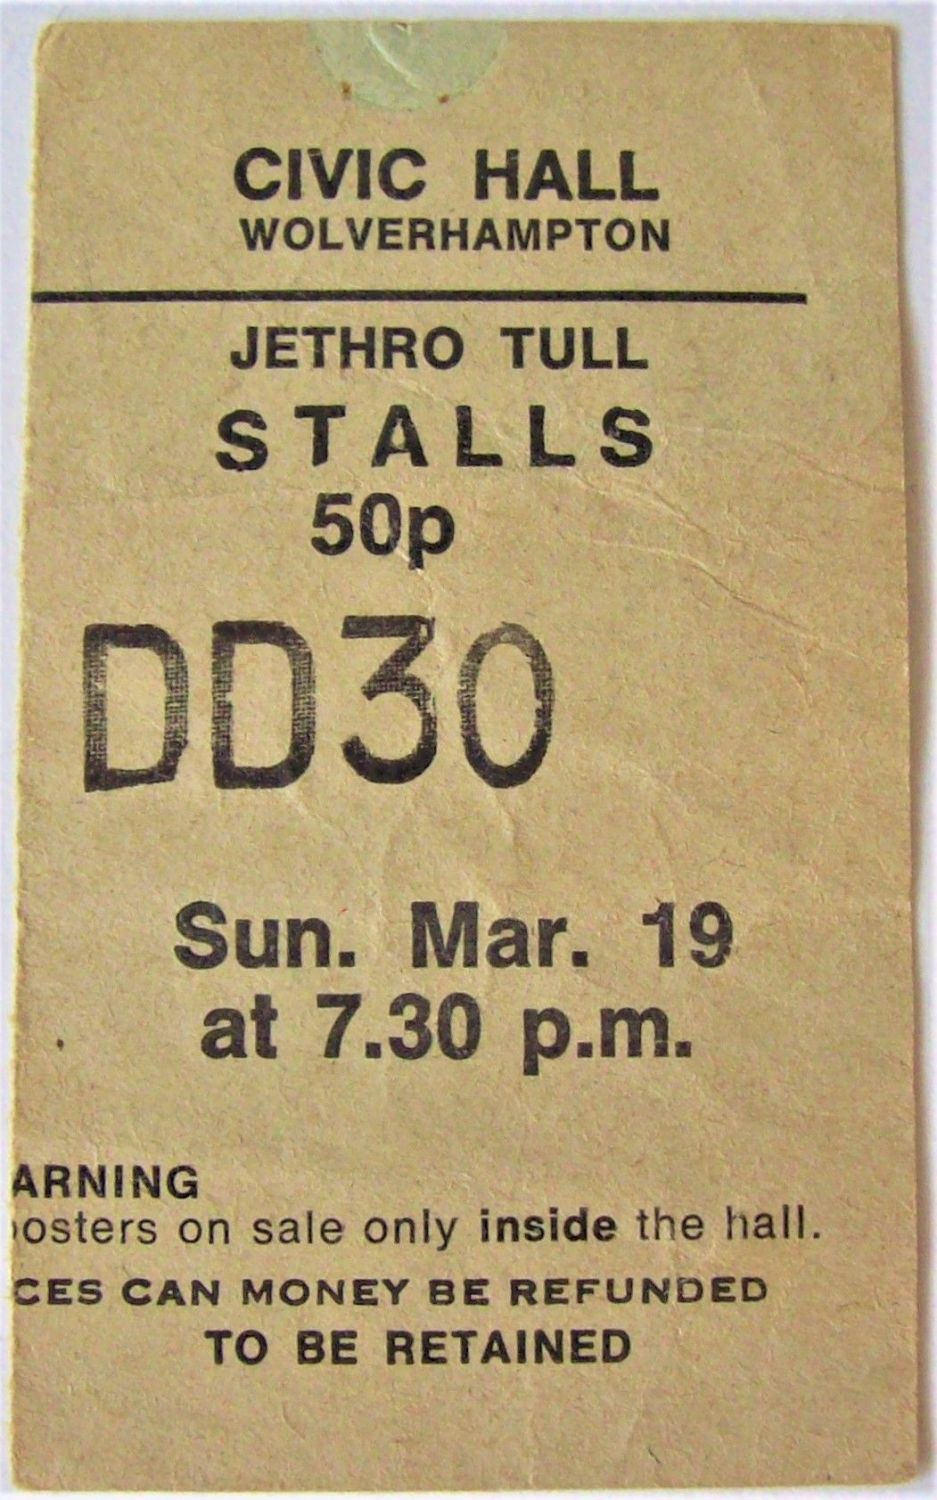 CIVIC HALL
WOLVERHAMPTON
JETHRO TULL
STALLS
50p
DD30
Sun. Mar. 19
at 7.30 p.m.
ARNING
posters on sale only inside the hall.
CES CAN MONEY BE REFUNDED
TO BE RETAINED